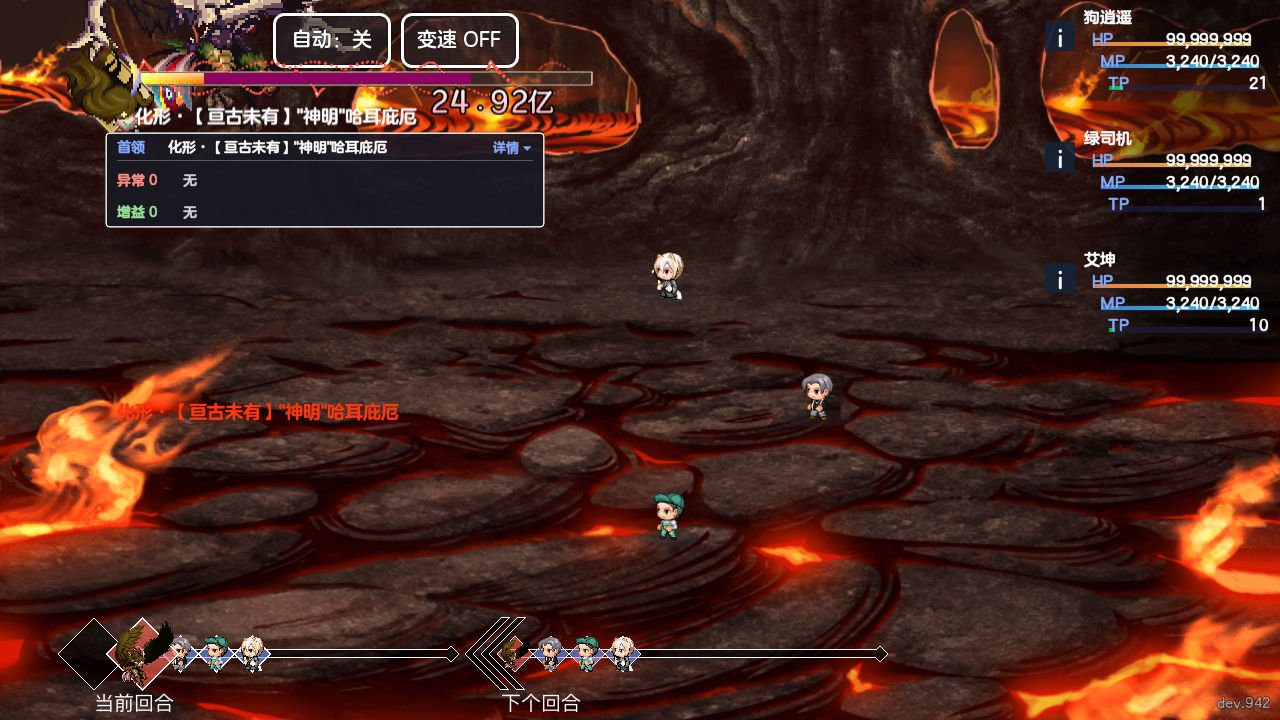 自动：关
变速 OFF
24.92亿
化形·【亘古未有】"神明"哈耳庇厄
首领 化形·【亘古未有】"神明"哈耳庇厄 详情
异常 0 无
增益 0 无
狗逍遥
HP 99,999,999
MP 3,240/3,240
TP 21
绿司机
HP 99,999,999
MP 3,240/3,240
TP 1
艾坤
HP 99,999,999
MP 3,240/3,240
TP 10
化形·【亘古未有】"神明"哈耳庇厄
当前回合
下个回合
dev.942